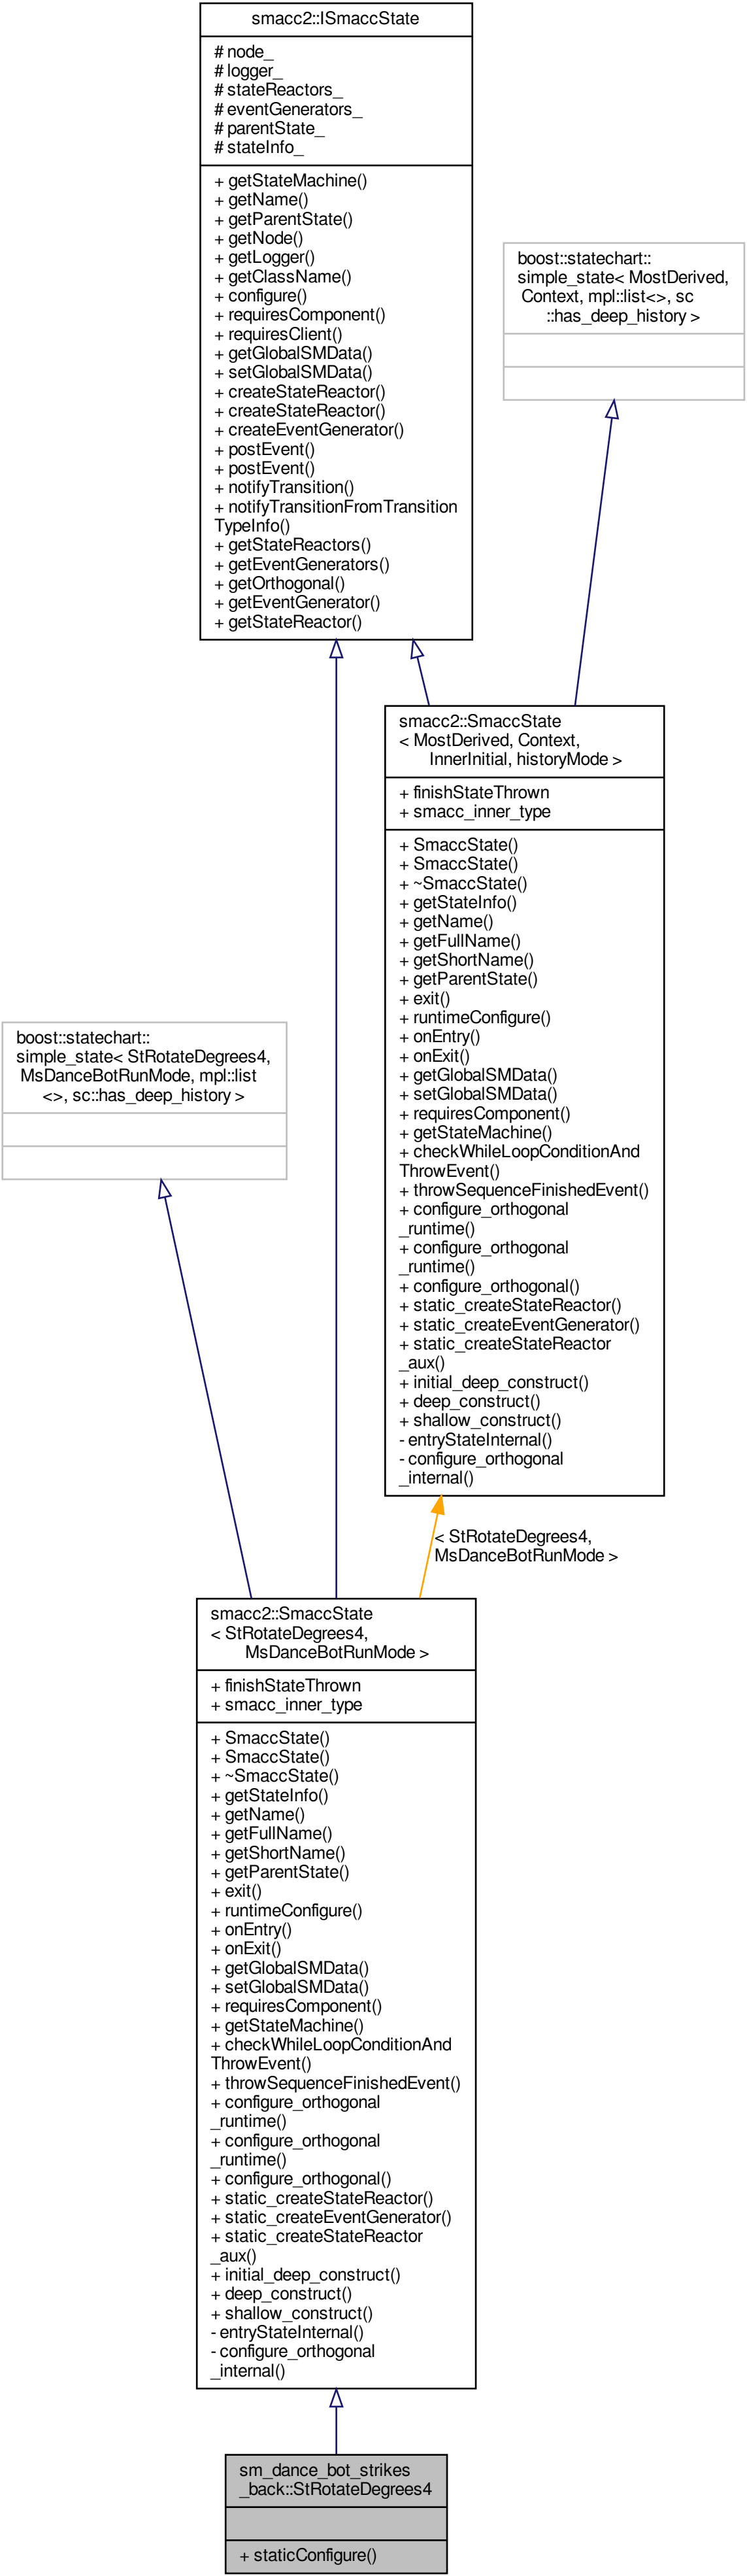 smacc2::ISmaccState
# node_
# logger_
# stateReactors_
# eventGenerators_
# parentState_
# stateInfo_
+ getStateMachine()
+ getName()
+ getParentState()
+ getNode()
+ getLogger()
+ getClassName()
+ configure()
+ requiresComponent()
+ requiresClient()
+ getGlobalSMData()
+ setGlobalSMData()
+ createStateReactor()
+ createStateReactor()
+ createEventGenerator()
+ postEvent()
+ postEvent()
+ notifyTransition()
+ notifyTransitionFromTransition
TypeInfo()
+ getStateReactors()
+ getEventGenerators()
+ getOrthogonal()
+ getEventGenerator()
+ getStateReactor()
boost::statechart::
simple_state< MostDerived,
Context, mpl::list<>, sc
::has_deep_history >
smacc2::SmaccState
< MostDerived, Context,
InnerInitial, historyMode >
+ finishStateThrown
+ smacc_inner_type
+ SmaccState()
+ SmaccState()
+ ~SmaccState()
+ getStateInfo()
+ getName()
+ getFullName()
+ getShortName()
+ getParentState()
+ exit()
+ runtimeConfigure()
+ onEntry()
+ onExit()
+ getGlobalSMData()
+ setGlobalSMData()
+ requiresComponent()
+ getStateMachine()
+ checkWhileLoopConditionAnd
ThrowEvent()
+ throwSequenceFinishedEvent()
+ configure_orthogonal
_runtime()
+ configure_orthogonal
_runtime()
+ configure_orthogonal()
+ static_createStateReactor()
+ static_createEventGenerator()
+ static_createStateReactor
_aux()
+ initial_deep_construct()
+ deep_construct()
+ shallow_construct()
- entryStateInternal()
- configure_orthogonal
_internal()
boost::statechart::
simple_state< StRotateDegrees4,
MsDanceBotRunMode, mpl::list
<>, sc::has_deep_history >
< StRotateDegrees4,
MsDanceBotRunMode >
smacc2::SmaccState
< StRotateDegrees4,
MsDanceBotRunMode >
+ finishStateThrown
+ smacc_inner_type
+ SmaccState()
+ SmaccState()
+ ~SmaccState()
+ getStateInfo()
+ getName()
+ getFullName()
+ getShortName()
+ getParentState()
+ exit()
+ runtimeConfigure()
+ onEntry()
+ onExit()
+ getGlobalSMData()
+ setGlobalSMData()
+ requiresComponent()
+ getStateMachine()
+ checkWhileLoopConditionAnd
ThrowEvent()
+ throwSequenceFinishedEvent()
+ configure_orthogonal
_runtime()
+ configure_orthogonal
_runtime()
+ configure_orthogonal()
+ static_createStateReactor()
+ static_createEventGenerator()
+ static_createStateReactor
_aux()
+ initial_deep_construct()
+ deep_construct()
+ shallow_construct()
- entryStateInternal()
- configure_orthogonal
_internal()
sm_dance_bot_strikes
_back::StRotateDegrees4
+ staticConfigure()